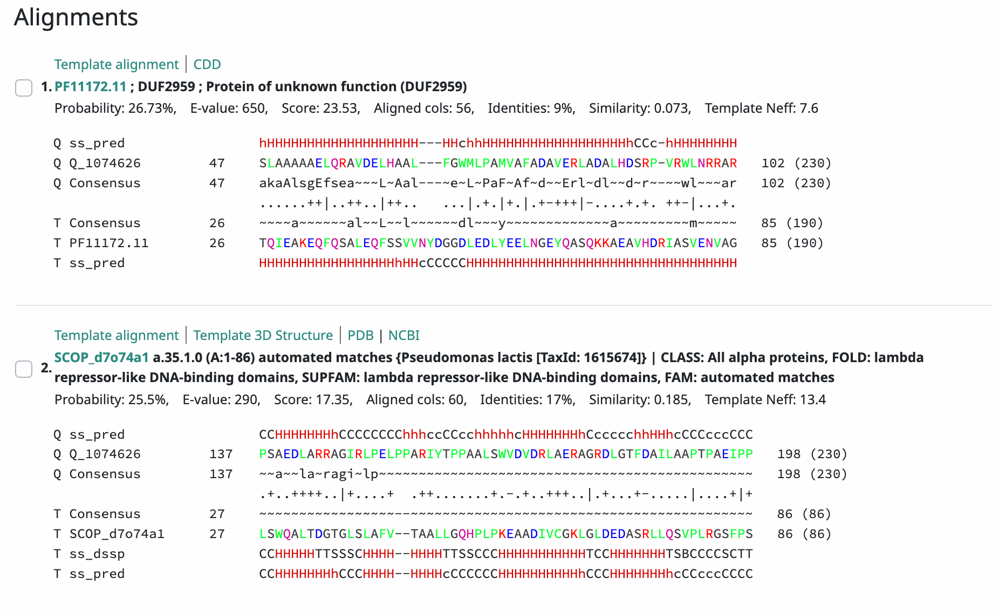 Alignments
Template alignment | CDD
1. PF11172.11 ; DUF2959 ; Protein of unknown function (DUF2959)
Probability: 26.73%, E-value: 650, Score: 23.53, Aligned cols: 56, Identities: 9%, Similarity: 0.073, Template Neff: 7.6
Q ss_pred hHHHHHHHHHHHHHHHHHHH---HHchhHHHHHHHHHHHHHHHHHHhCCc-hHHHHHHHH
Q Q_1074626 47 SLAAAAAELQRAVDELHAAL---FGWMLPAMVAFADAVERLADALHDSRP-VRWLNRRAR 102 (230)
Q Consensus 47 akaAlsgEfsea~~~L~Aal---~e~L~PaF~Af~d~~Erl~dl~~d~r~-~~wl~~~ar 102 (230)
......++|..++..|++.. ...|.+.|+.|.+-+++|-....+.+. ++-|...+.
T Consensus 26 ~~~~a~~~~~~al~~L~~l~~~~~~dl~~~y~~~~~~~~~~~~~~a~~~~~~~~~m~~~~~ 85 (190)
T PF11172.11 26 TQIEAKEQFQSALEQFSSVVNYDGGDLEDLYEELNGEYQASQKKAEAVHDRIASVENVAG 85 (190)
T ss_pred HHHHHHHHHHHHHHHHHhHHcCCCCCHHHHHHHHHHHHHHHHHHHHHHHHHHHHHHHHHH
Template alignment | Template 3D Structure | PDB | NCBI
2. SCOP_d7o74a1 a.35.1.0 (A:1-86) automated matches {Pseudomonas lactis [TaxId: 1615674]} | CLASS: All alpha proteins, FOLD: lambda
repressor-like DNA-binding domains, SUPFAM: lambda repressor-like DNA-binding domains, FAM: automated matches
Probability: 25.5%, E-value: 290, Score: 17.35, Aligned cols: 60, Identities: 17%, Similarity: 0.185, Template Neff: 13.4
Q ss_pred CCHHHHHHHhCCCCCCCChhhccCCcchhhhhcHHHHHHHhCcccccchhHHhcCCCcccCCC
Q Q_1074626 137 PSAEDLARRAGIRLPELPPARIYTPPAALSWVDVDRLAERAGRDLGTFDAILAAPTPAEIPP 198 (230)
Q Consensus 137 ~~a~~la~ragi~lp~~~~~~~~~~~~~~~~~~~~~~~~~~~~~~~~~~~~~~~~~~~~~~~ 198 (230)
.+..++++..|+....+ .++.......+.-.+..+++..|.+...+-.....|....+|+
T Consensus 27 ~~~~~~~~~~~~~~~~~--~~~~~~~~~~~~~~~~~~~~~~~~~~~~~~~~~~~~~~~~~~~ 86 (86)
T SCOP_d7o74a1 27 LSWQALTDGTGLSLAFV--TAALLGQHPLPKEAADIVCGKLGLDEDASRLLQSVPLRGSFPS 86 (86)
T ss_dssp CCHHHHHTTSSSCHHHH--HHHHTTSSCCCHHHHHHHHHHHHTCCHHHHHHHTSBCCCCSCTT
T ss_pred CCHHHHHHHhCCCHHHH--HHHHcCCCCCCHHHHHHHHHHhCCCHHHHHHHhcCCcccCCCC